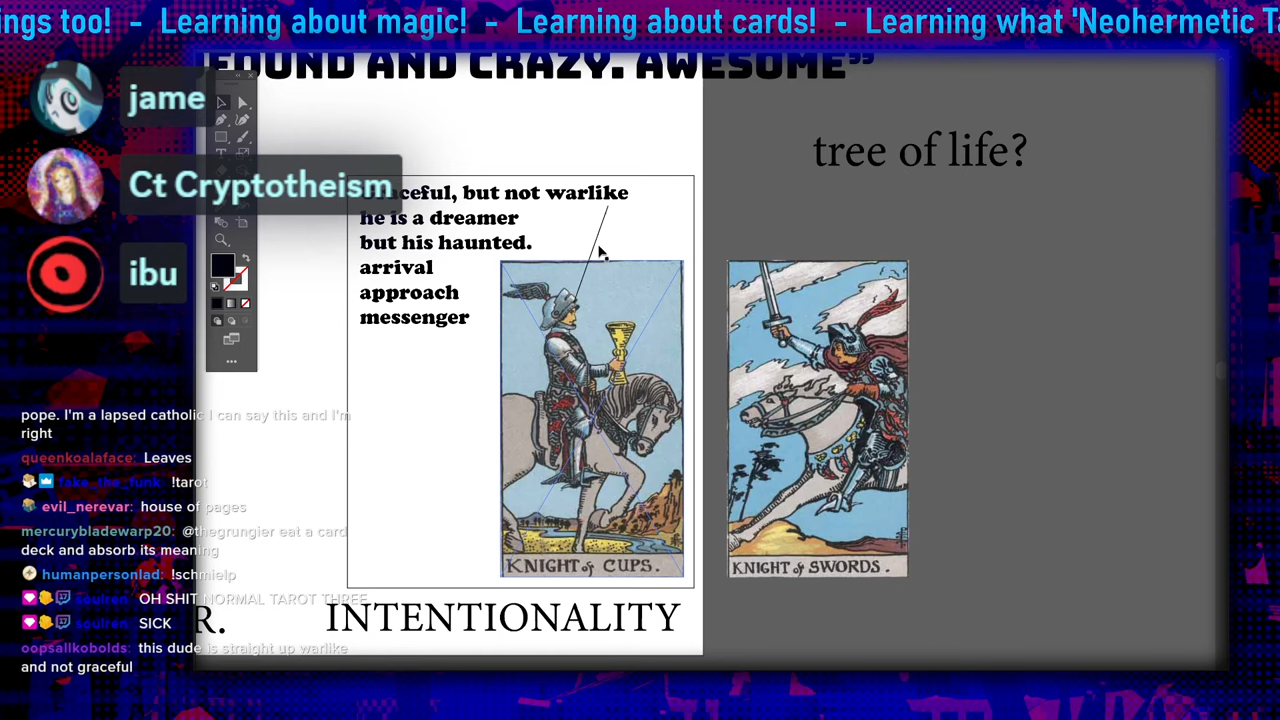 ings too! - Learning about magic! - Learning about cards! - Learning what 'Neohermetic T
FOUND AND CRAZY. AWESOME"
jame
Ct Cryptotheism
ibu
tree of life?
Graceful, but not warlike
he is a dreamer
but his haunted.
arrival
approach
messenger
KNIGHT of CUPS.
KNIGHT of SWORDS.
R.
INTENTIONALITY
pope. I'm a lapsed catholic I can say this and I'm
right
queenkoalaface: Leaves
fake_the_funk: !tarot
evil_nerevar: house of pages
mercurybladewarp20: @thegrungier eat a card
deck and absorb its meaning
humanpersonlad: !schmielp
soulren: OH SHIT NORMAL TAROT THREE
soulren: SICK
oopsallkobolds: this dude is straight up warlike
and not graceful